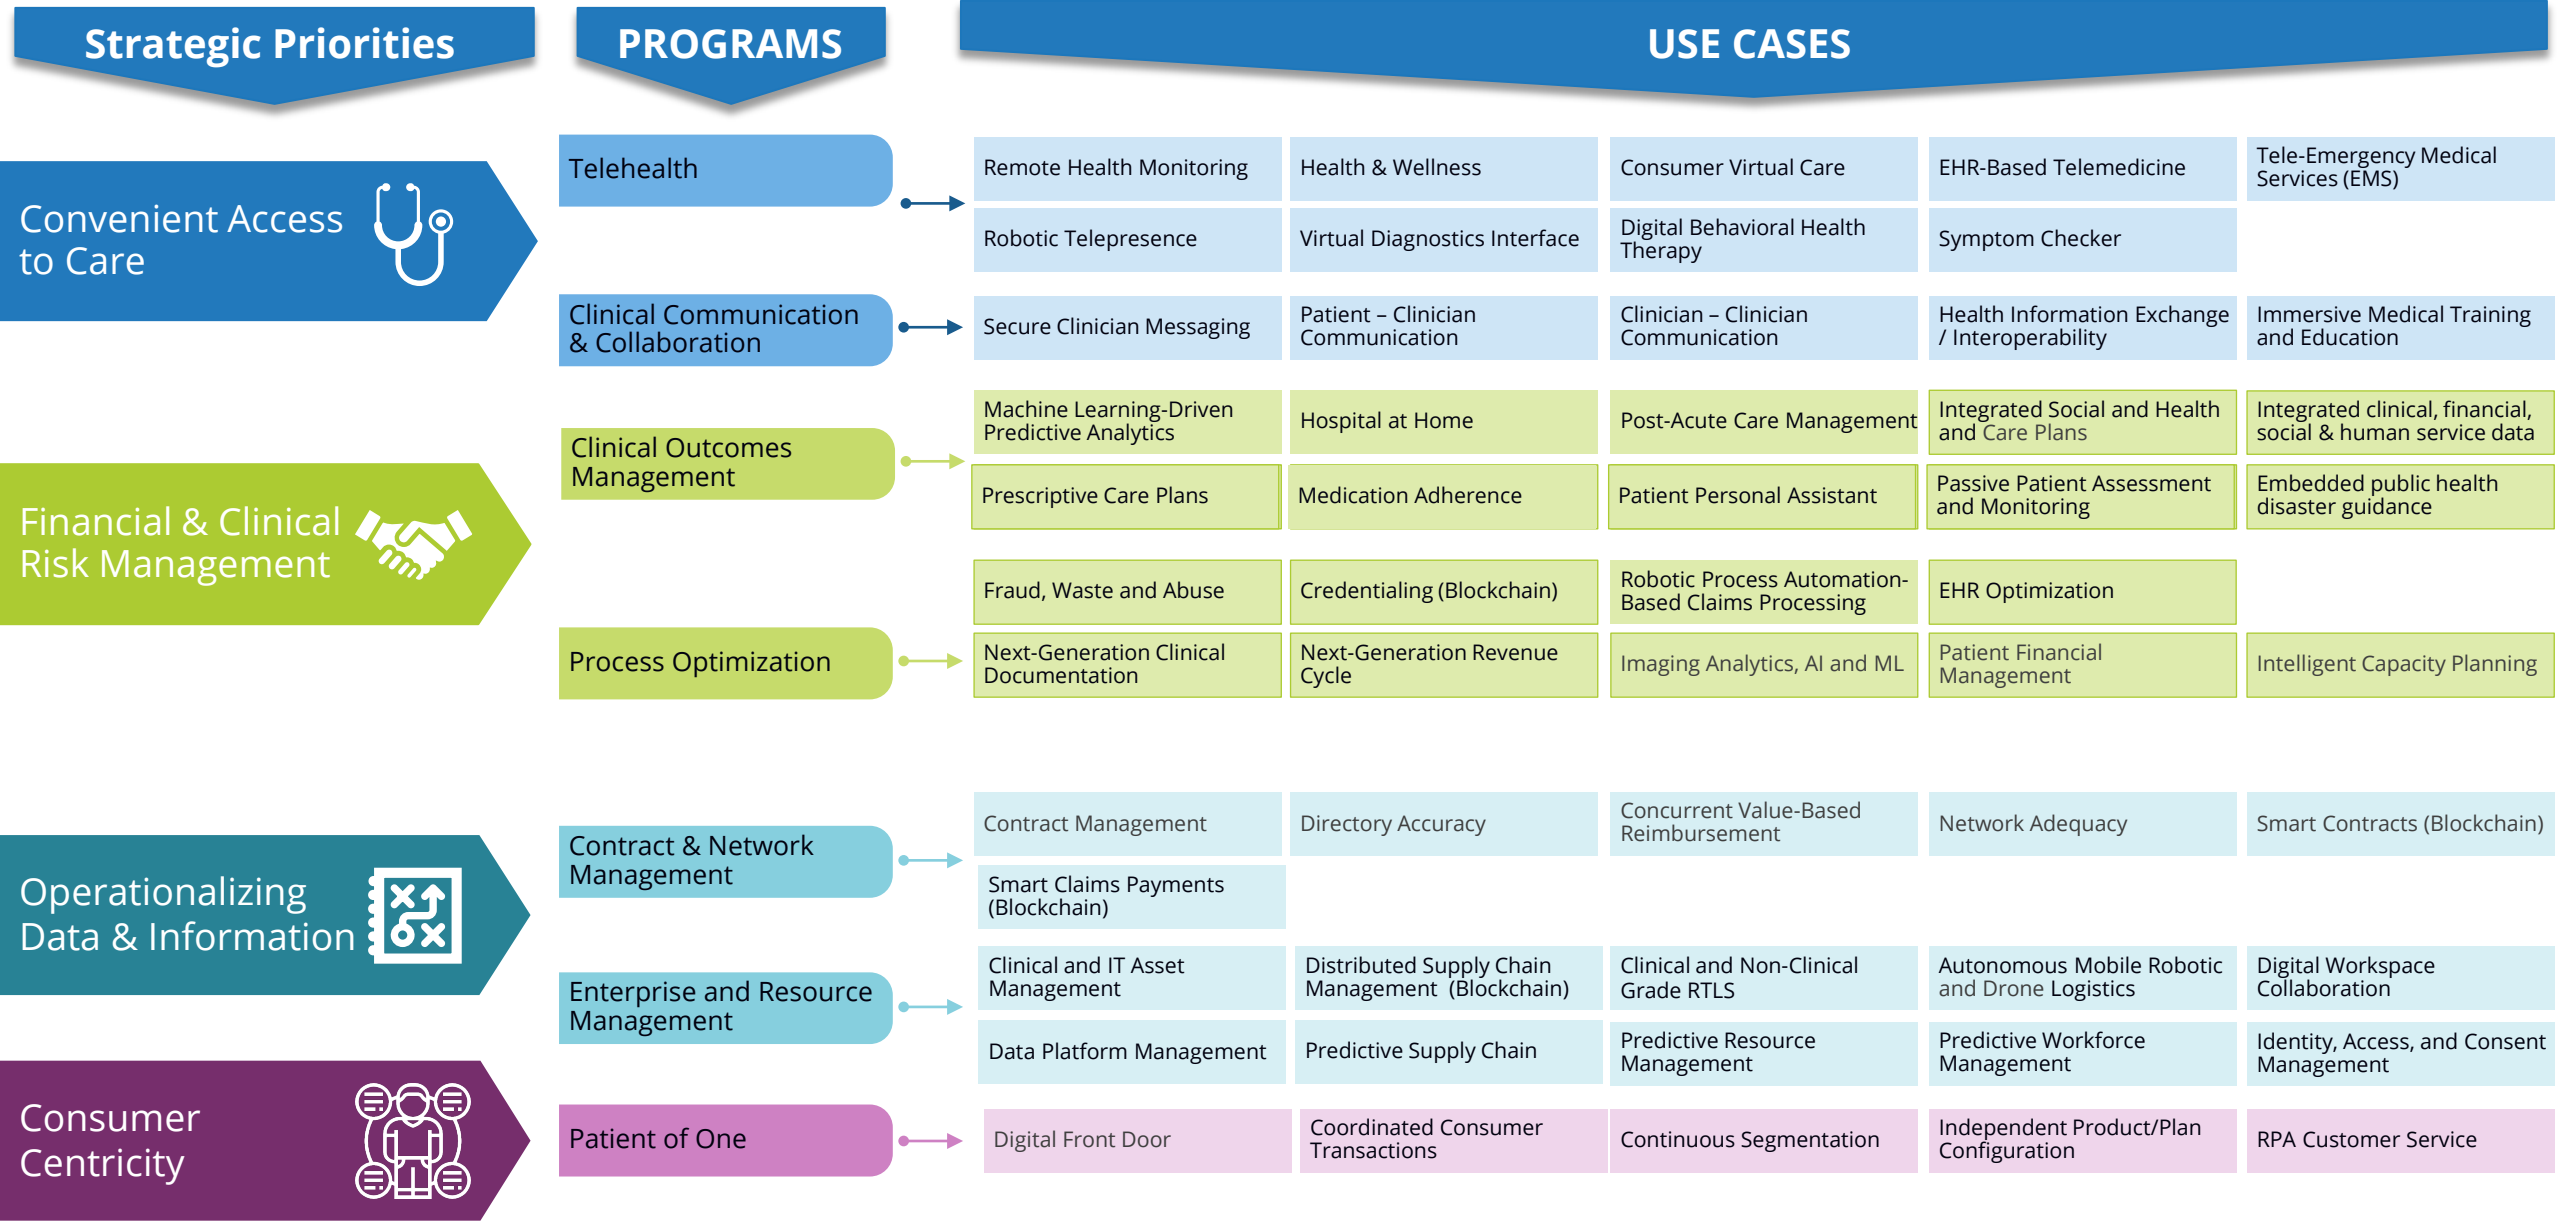 Strategic Priorities
PROGRAMS
USE CASES
Convenient Access
to Care
Telehealth
Remote Health Monitoring
Health & Wellness
Consumer Virtual Care
EHR-Based Telemedicine
Tele-Emergency Medical
Services (EMS)
Robotic Telepresence
Virtual Diagnostics Interface
Digital Behavioral Health
Therapy
Symptom Checker
Clinical Communication
& Collaboration
Secure Clinician Messaging
Patient – Clinician
Communication
Clinician – Clinician
Communication
Health Information Exchange
/ Interoperability
Immersive Medical Training
and Education
Financial & Clinical
Risk Management
Clinical Outcomes
Management
Machine Learning-Driven
Predictive Analytics
Hospital at Home
Post-Acute Care Management
Integrated Social and Health
and Care Plans
Integrated clinical, financial,
social & human service data
Prescriptive Care Plans
Medication Adherence
Patient Personal Assistant
Passive Patient Assessment
and Monitoring
Embedded public health
disaster guidance
Process Optimization
Fraud, Waste and Abuse
Credentialing (Blockchain)
Robotic Process Automation-
Based Claims Processing
EHR Optimization
Next-Generation Clinical
Documentation
Next-Generation Revenue
Cycle
Imaging Analytics, AI and ML
Patient Financial
Management
Intelligent Capacity Planning
Operationalizing
Data & Information
Contract & Network
Management
Contract Management
Directory Accuracy
Concurrent Value-Based
Reimbursement
Network Adequacy
Smart Contracts (Blockchain)
Smart Claims Payments
(Blockchain)
Enterprise and Resource
Management
Clinical and IT Asset
Management
Distributed Supply Chain
Management (Blockchain)
Clinical and Non-Clinical
Grade RTLS
Autonomous Mobile Robotic
and Drone Logistics
Digital Workspace
Collaboration
Data Platform Management
Predictive Supply Chain
Predictive Resource
Management
Predictive Workforce
Management
Identity, Access, and Consent
Management
Consumer
Centricity
Patient of One
Digital Front Door
Coordinated Consumer
Transactions
Continuous Segmentation
Independent Product/Plan
Configuration
RPA Customer Service